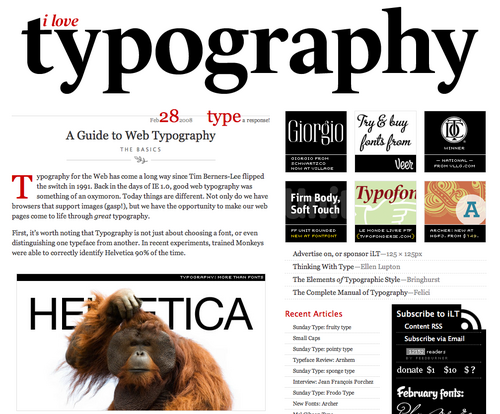 i love
typography
Feb 28 2008 type a response!
A Guide to Web Typography
THE BASICS
Typography for the Web has come a long way since Tim Berners-Lee flipped
the switch in 1991. Back in the days of IE 1.0, good web typography was
something of an oxymoron. Today things are different. Not only do we have
browsers that support images (gasp!), but we have the opportunity to make our web
pages come to life through great typography.
First, it's worth noting that Typography is not just about choosing a font, or even
distinguishing one typeface from another. In recent experiments, trained Monkeys
were able to correctly identify Helvetica 90% of the time.
TYPOGRAPHY: MORE THAN FONTS
HELVETICA
Giorgio
GIORGIO FROM
SCHWARTZCO
NOW AT VILLAGE
Try & buy
fonts from
Veer
WINNER
— NATIONAL —
FROM VLLG.COM
Firm Body,
Soft Touch
FF UNIT ROUNDED
NEW AT FONTFONT
Typofon
LE MONDE LIVRE PTF
(TYPOFONDERIE.COM)
A
ARCHER: NEW AT
H&FJ. FROM $149.
Advertise on, or sponsor iLT—125 × 125px
Thinking With Type—Ellen Lupton
The Elements of Typographic Style—Bringhurst
The Complete Manual of Typography—Felici
Recent Articles
Sunday Type: fruity type
Small Caps
Sunday Type: pointy type
Typeface Review: Arnhem
Sunday Type: sponge type
Interview: Jean François Porchez
Sunday Type: Frodo Type
New Fonts: Archer
Subscribe to iLT
Content RSS
Subscribe via Email
12152 readers
BY FEEDBURNER
donate $1 $10 $?
February fonts: